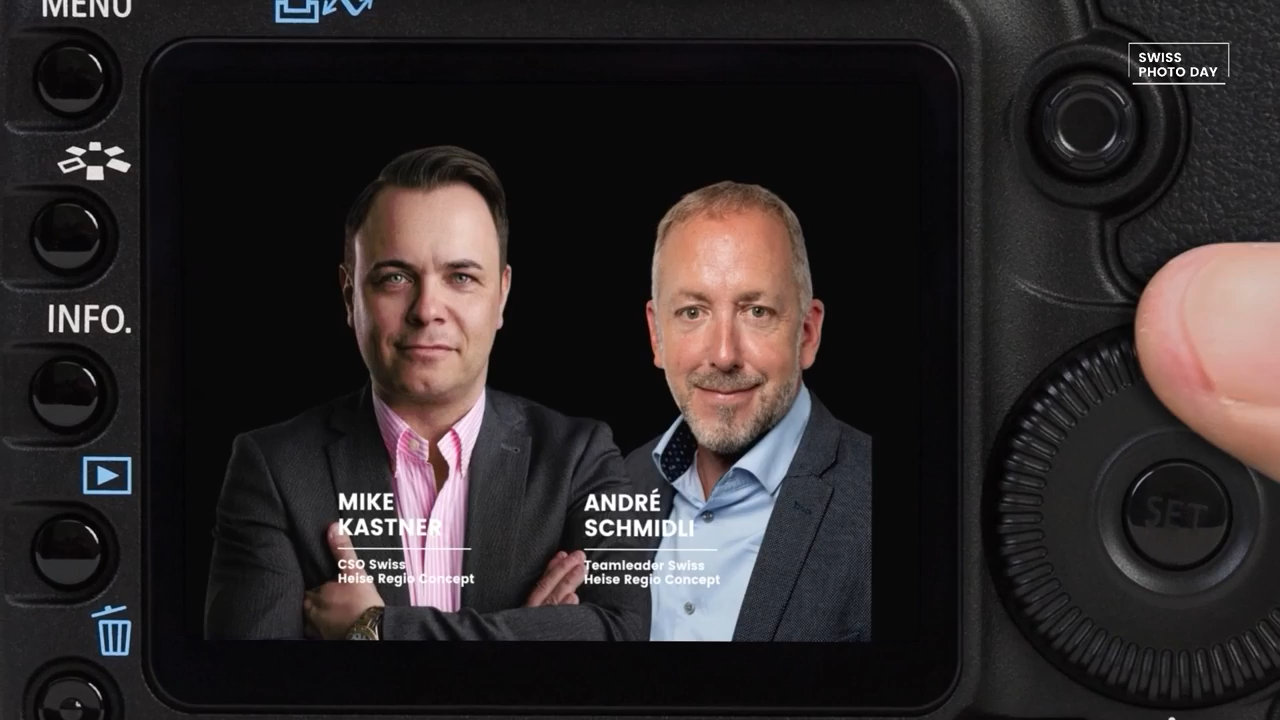 MENU
SWISS
PHOTO DAY
INFO.
MIKE
KASTNER
CSO Swiss
Heise Regio Concept
ANDRÉ
SCHMIDLI
Teamleader Swiss
Heise Regio Concept
SET